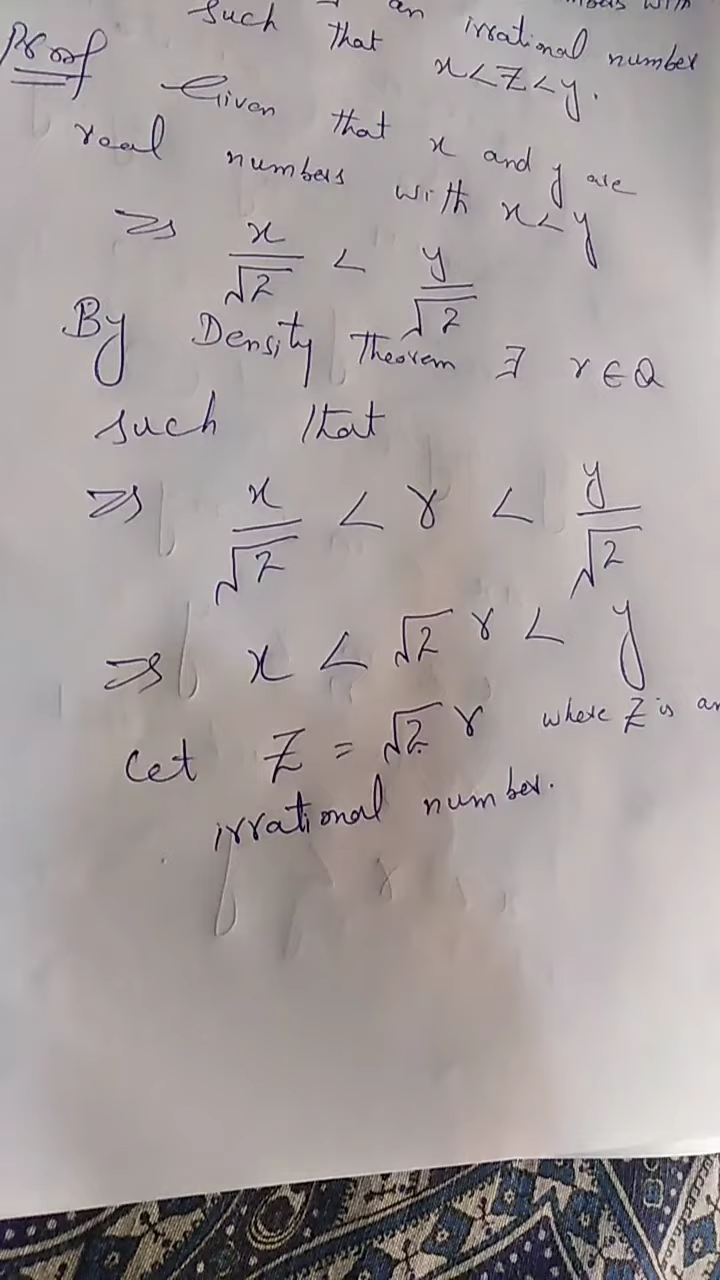 such an irrational number
that x<Z<y.
Proof Given that x and y are
real numbers with x<y
⇒ x/√2 < y/√2
By Density Theorem ∃ r∈Q
such that
⇒ x/√2 < r < y/√2
⇒ x < √2 r < y
Let Z = √2 r where Z is an
irrational number.